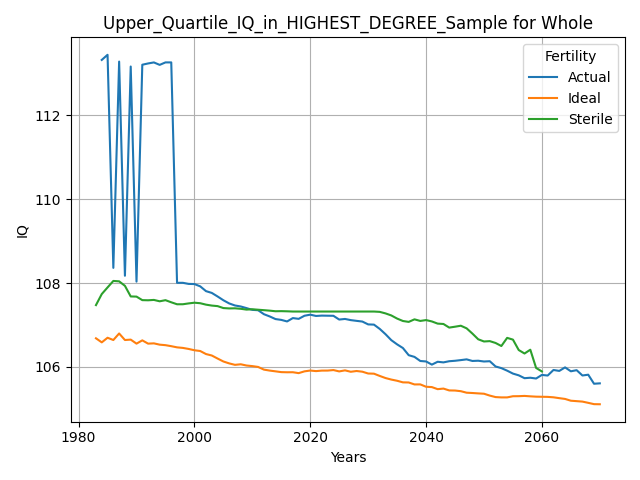 Upper_Quartile_IQ_in_HIGHEST_DEGREE_Sample for Whole
Fertility
Actual
Ideal
Sterile
IQ
112
110
108
106
1980
2000
2020
2040
2060
Years